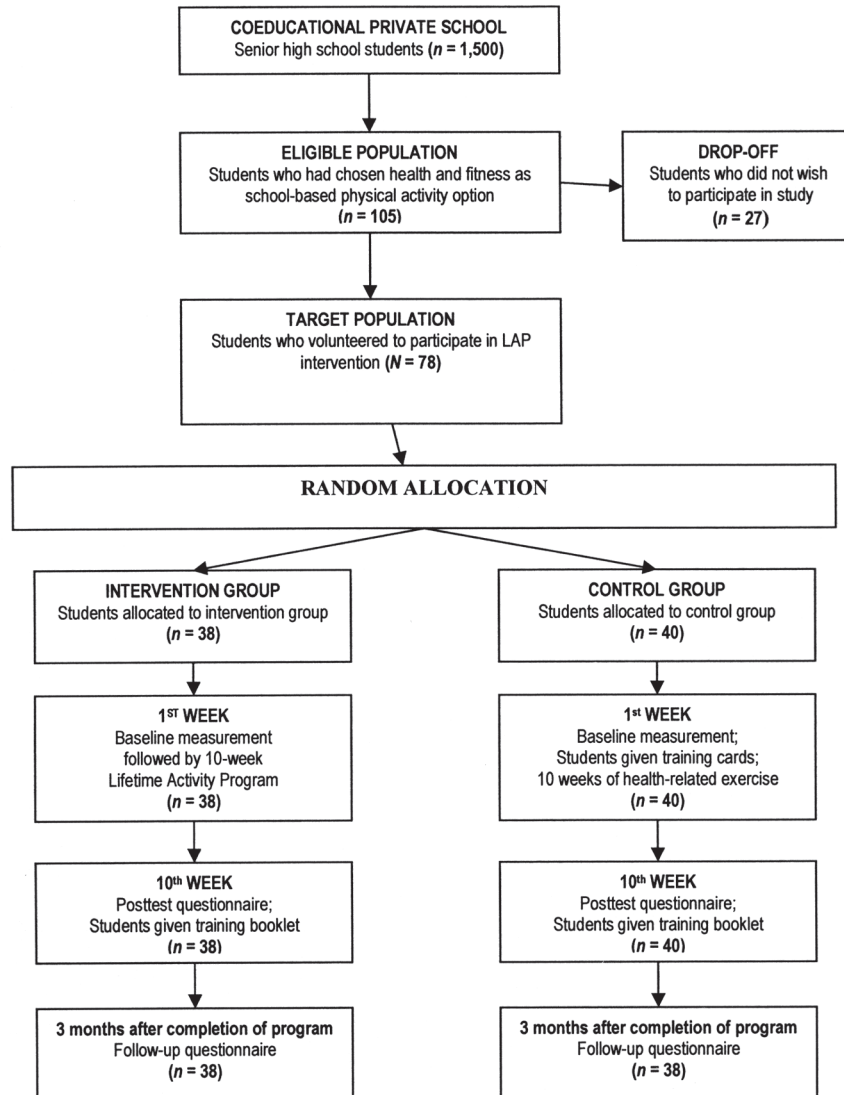 COEDUCATIONAL PRIVATE SCHOOL
Senior high school students (n = 1,500)
ELIGIBLE POPULATION
Students who had chosen health and fitness as
school-based physical activity option
(n = 105)
DROP-OFF
Students who did not wish
to participate in study
(n = 27)
TARGET POPULATION
Students who volunteered to participate in LAP
intervention (N = 78)
RANDOM ALLOCATION
INTERVENTION GROUP
Students allocated to intervention group
(n = 38)
CONTROL GROUP
Students allocated to control group
(n = 40)
1ST WEEK
Baseline measurement
followed by 10-week
Lifetime Activity Program
(n = 38)
1st WEEK
Baseline measurement;
Students given training cards;
10 weeks of health-related exercise
(n = 40)
10th WEEK
Posttest questionnaire;
Students given training booklet
(n = 38)
10th WEEK
Posttest questionnaire;
Students given training booklet
(n = 40)
3 months after completion of program
Follow-up questionnaire
(n = 38)
3 months after completion of program
Follow-up questionnaire
(n = 38)